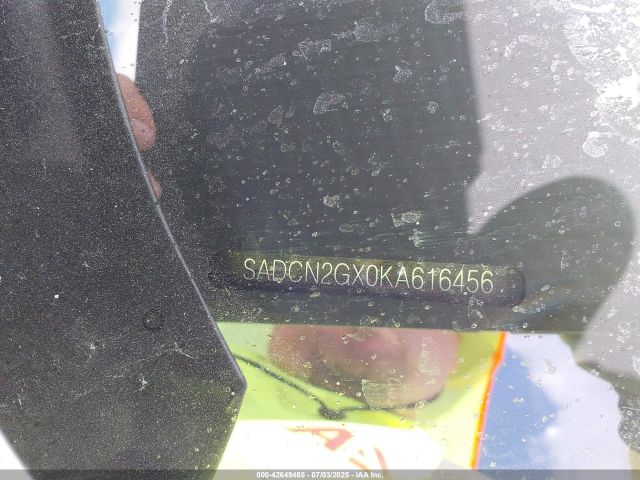 SADCN2GX0KA616456
000-42649485 - 07/03/2025 - IAA Inc.